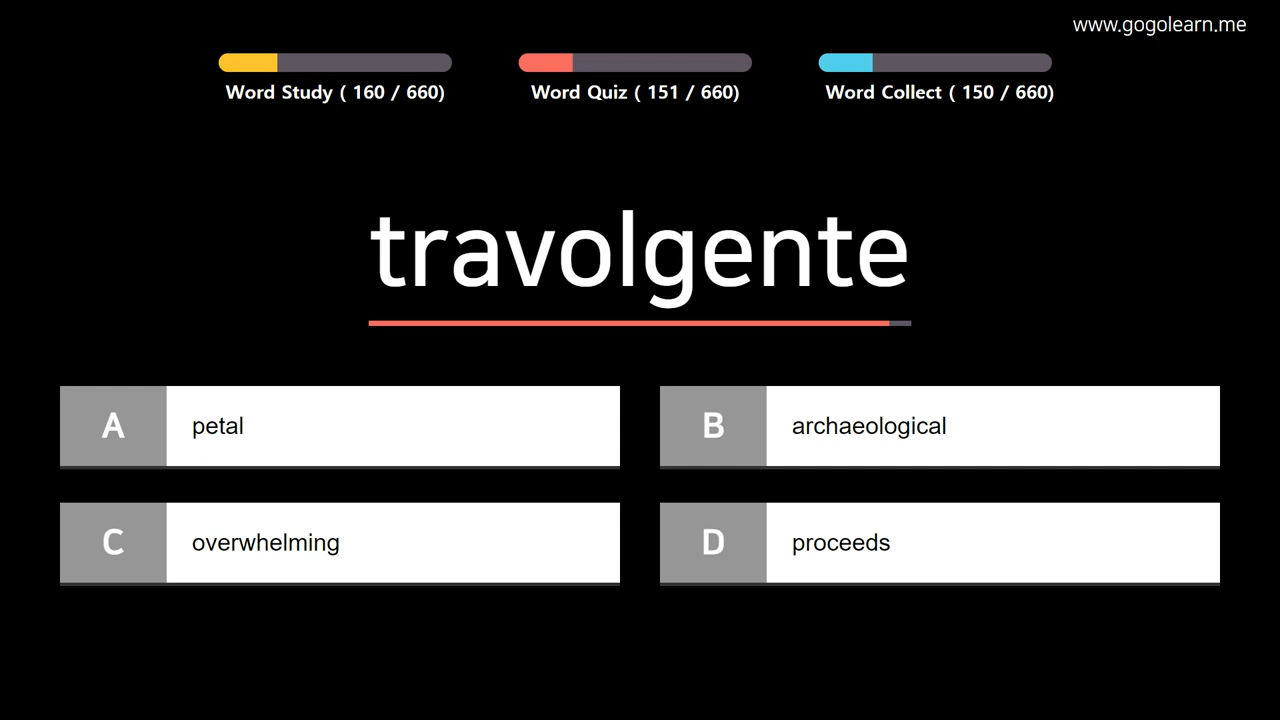 www.gogolearn.me
Word Study ( 160 / 660)
Word Quiz ( 151 / 660)
Word Collect ( 150 / 660)
travolgente
A petal
B archaeological
C overwhelming
D proceeds